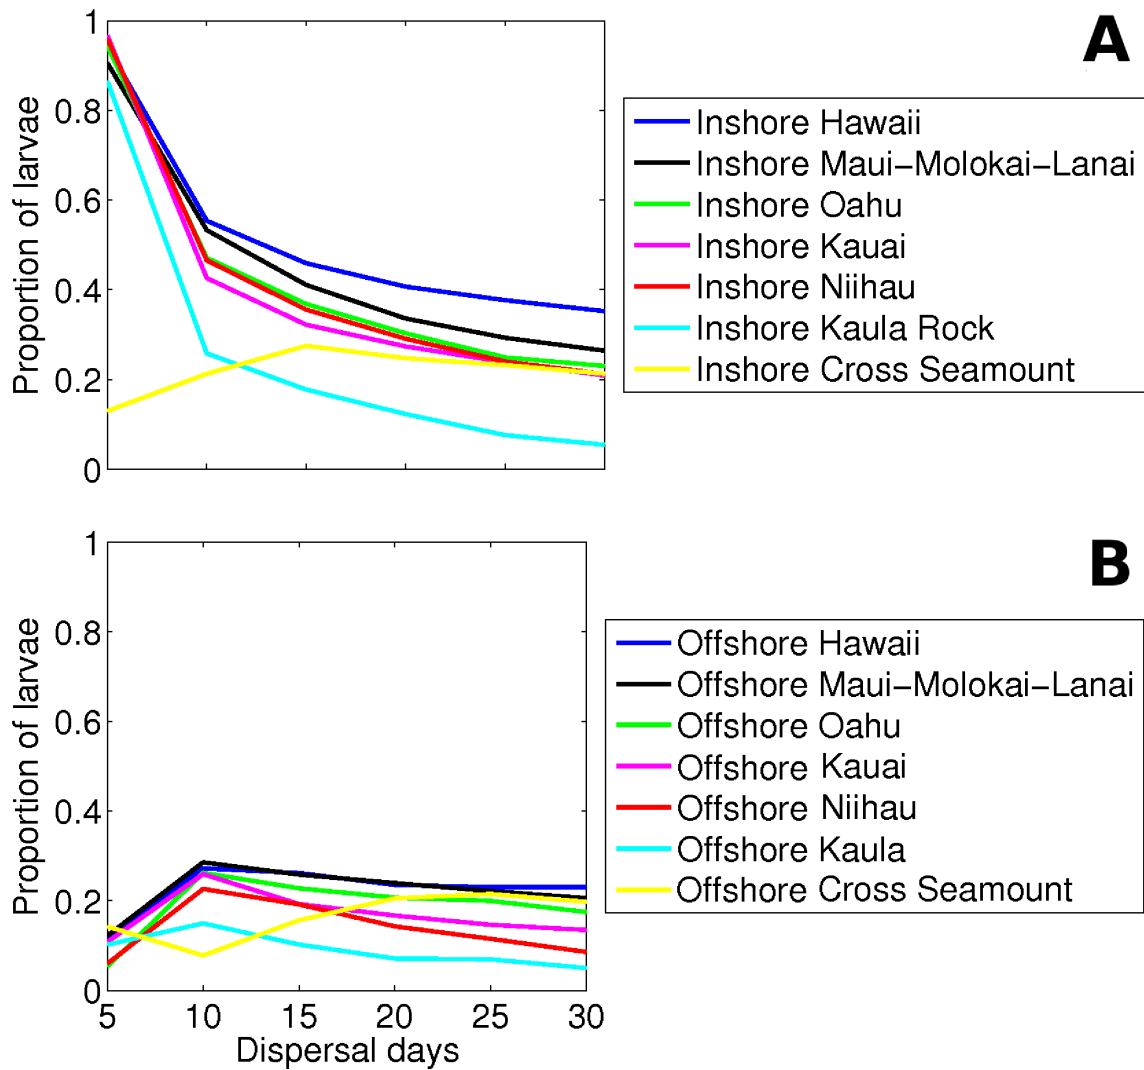 A
1
0.8
0.6
0.4
0.2
0
Proportion of larvae
Inshore Hawaii
Inshore Maui−Molokai−Lanai
Inshore Oahu
Inshore Kauai
Inshore Niihau
Inshore Kaula Rock
Inshore Cross Seamount
B
1
0.8
0.6
0.4
0.2
0
Proportion of larvae
5 10 15 20 25 30
Dispersal days
Offshore Hawaii
Offshore Maui−Molokai−Lanai
Offshore Oahu
Offshore Kauai
Offshore Niihau
Offshore Kaula
Offshore Cross Seamount